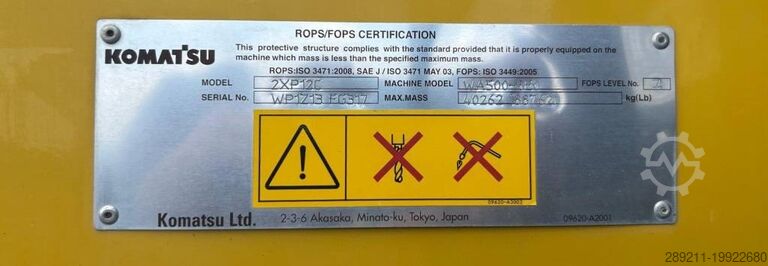 ROPS/FOPS CERTIFICATION
KOMATSU
This protective structure complies with the standard provided that it is properly equipped on the
machine which mass is less than the specified maximum mass.
ROPS:ISO 3471:2008, SAE J / ISO 3471 MAY 03, FOPS: ISO 3449:2005
MODEL 2XP12C MACHINE MODEL FOPS LEVEL No.
SERIAL No. WP1Z13 MAX.MASS 40262 kg(Lb)
09620-A3003
Komatsu Ltd. 2-3-6 Akasaka, Minato-ku, Tokyo, Japan 09620-A2001
289211-19922680